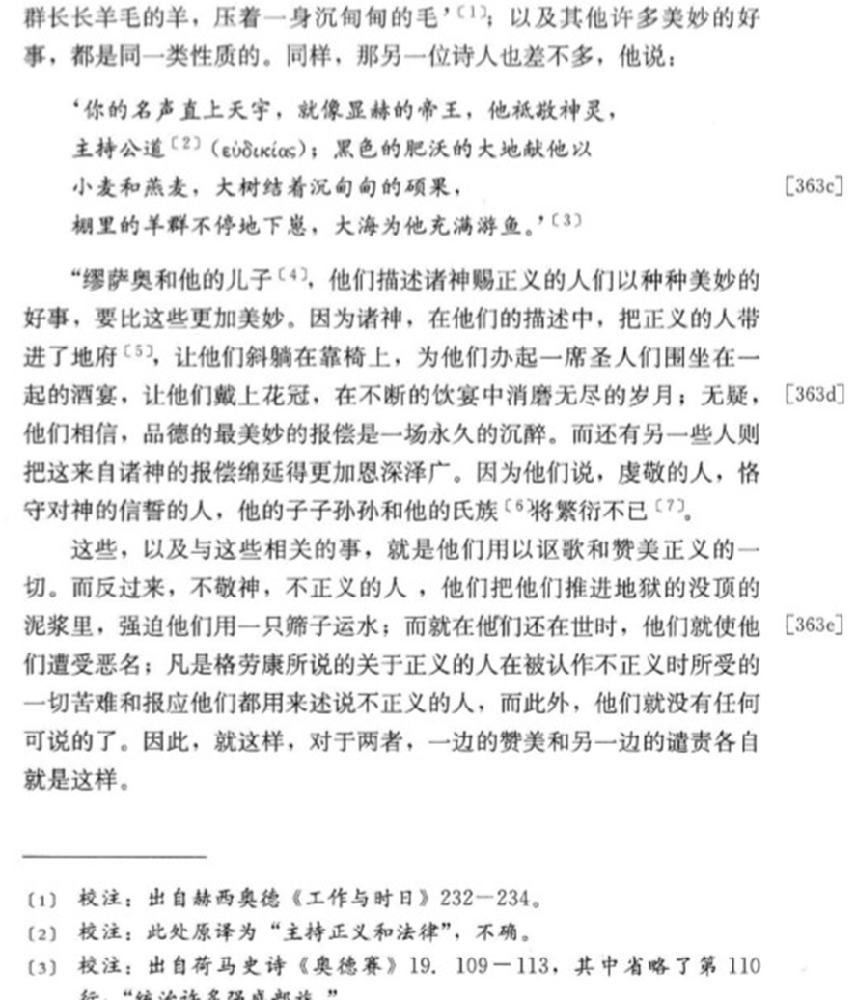 群长长羊毛的羊，压着一身沉甸甸的毛’〔1〕；以及其他许多美妙的好
事，都是同一类性质的。同样，那另一位诗人也差不多，他说：
‘你的名声直上天宇，就像显赫的帝王，他祗敬神灵，
主持公道〔2〕（εὐδικίας）；黑色的肥沃的大地献他以
小麦和燕麦，大树结着沉甸甸的硕果，
[363c]
棚里的羊群不停地下崽，大海为他充满游鱼。’〔3〕
“缪萨奥和他的儿子〔4〕，他们描述诸神赐正义的人们以种种美妙的
好事，要比这些更加美妙。因为诸神，在他们的描述中，把正义的人带
进了地府〔5〕，让他们斜躺在靠椅上，为他们办起一席圣人们围坐在一
起的酒宴，让他们戴上花冠，在不断的饮宴中消磨无尽的岁月；无疑，
[363d]
他们相信，品德的最美妙的报偿是一场永久的沉醉。而还有另一些人则
把这来自诸神的报偿绵延得更加恩深泽广。因为他们说，虔敬的人，恪
守对神的信誓的人，他的子子孙孙和他的氏族〔6〕将繁衍不已〔7〕。
这些，以及与这些相关的事，就是他们用以讴歌和赞美正义的一
切。而反过来，不敬神，不正义的人，他们把他们推进地狱的没顶的
泥浆里，强迫他们用一只筛子运水；而就在他们还在世时，他们就使他
[363e]
们遭受恶名；凡是格劳康所说的关于正义的人在被认作不正义时所受的
一切苦难和报应他们都用来述说不正义的人，而此外，他们就没有任何
可说的了。因此，就这样，对于两者，一边的赞美和另一边的谴责各自
就是这样。
〔1〕 校注：出自赫西奥德《工作与时日》232－234。
〔2〕 校注：此处原译为“主持正义和法律”，不确。
〔3〕 校注：出自荷马史诗《奥德赛》19. 109－113，其中省略了第 110
行：“统治许多强盛部族。”